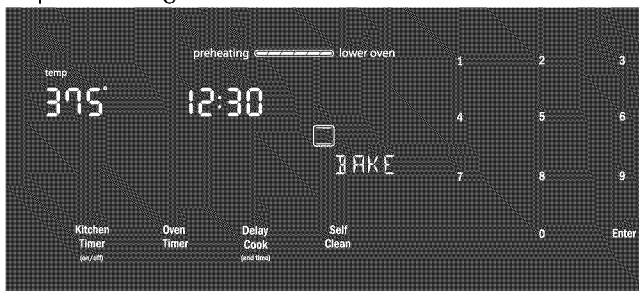 preheating lower oven
temp
375° 12:30
BAKE
1 2 3
4 5 6
7 8 9
0 Enter
Kitchen Timer (on/off)
Oven Timer
Delay Cook (end time)
Self Clean